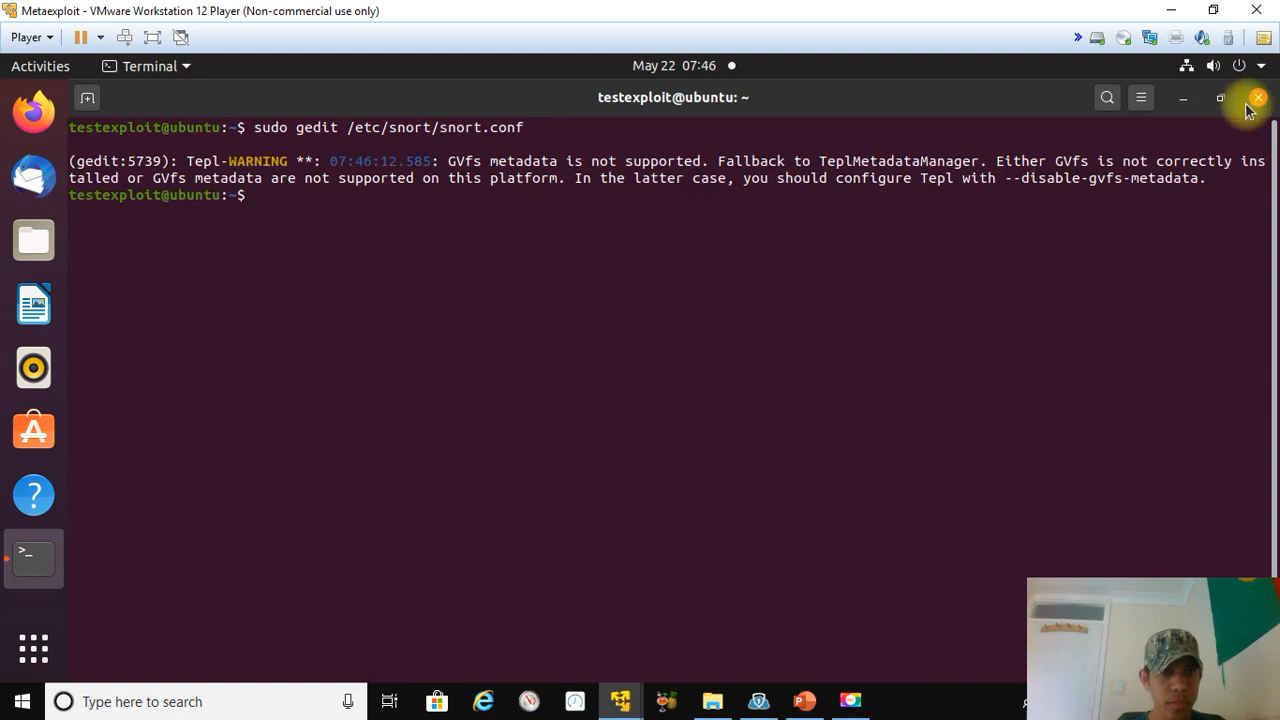 Metaexploit - VMware Workstation 12 Player (Non-commercial use only)
Player
Activities
Terminal
May 22 07:46
testexploit@ubuntu: ~
testexploit@ubuntu:~$ sudo gedit /etc/snort/snort.conf
(gedit:5739): Tepl-WARNING **: 07:46:12.585: GVfs metadata is not supported. Fallback to TeplMetadataManager. Either GVfs is not correctly ins
talled or GVfs metadata are not supported on this platform. In the latter case, you should configure Tepl with --disable-gvfs-metadata.
testexploit@ubuntu:~$
Type here to search